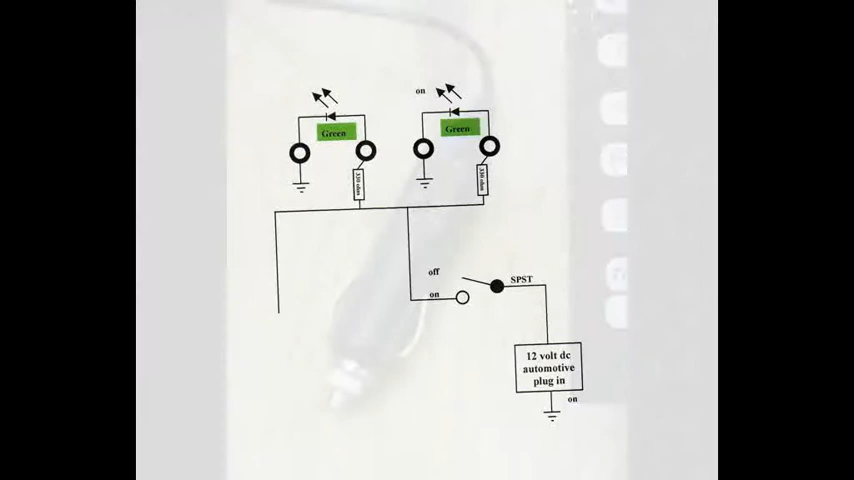 on
Green
Green
330 ohm
330 ohm
off
on
SPST
12 volt dc
automotive
plug in
on